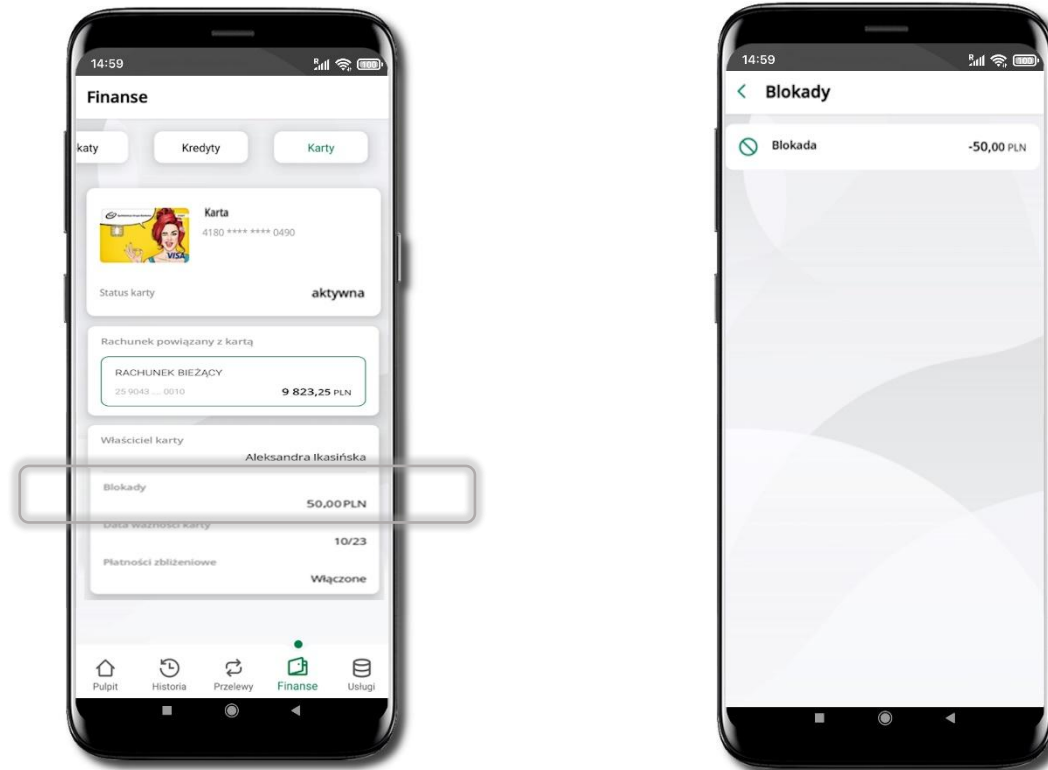 14:59
100
Finanse
katy
Kredyty
Karty
Karta
4180 **** **** 0490
VISA
Status karty
aktywna
Rachunek powiązany z kartą
RACHUNEK BIEŻĄCY
25 9043 .... 0010
9 823,25 PLN
Właściciel karty
Aleksandra Ikasińska
Blokady
50,00 PLN
Data ważności karty
10/23
Płatności zbliżeniowe
Włączone
Pulpit
Historia
Przelewy
Finanse
Usługi
14:59
100
Blokady
Blokada
-50,00 PLN